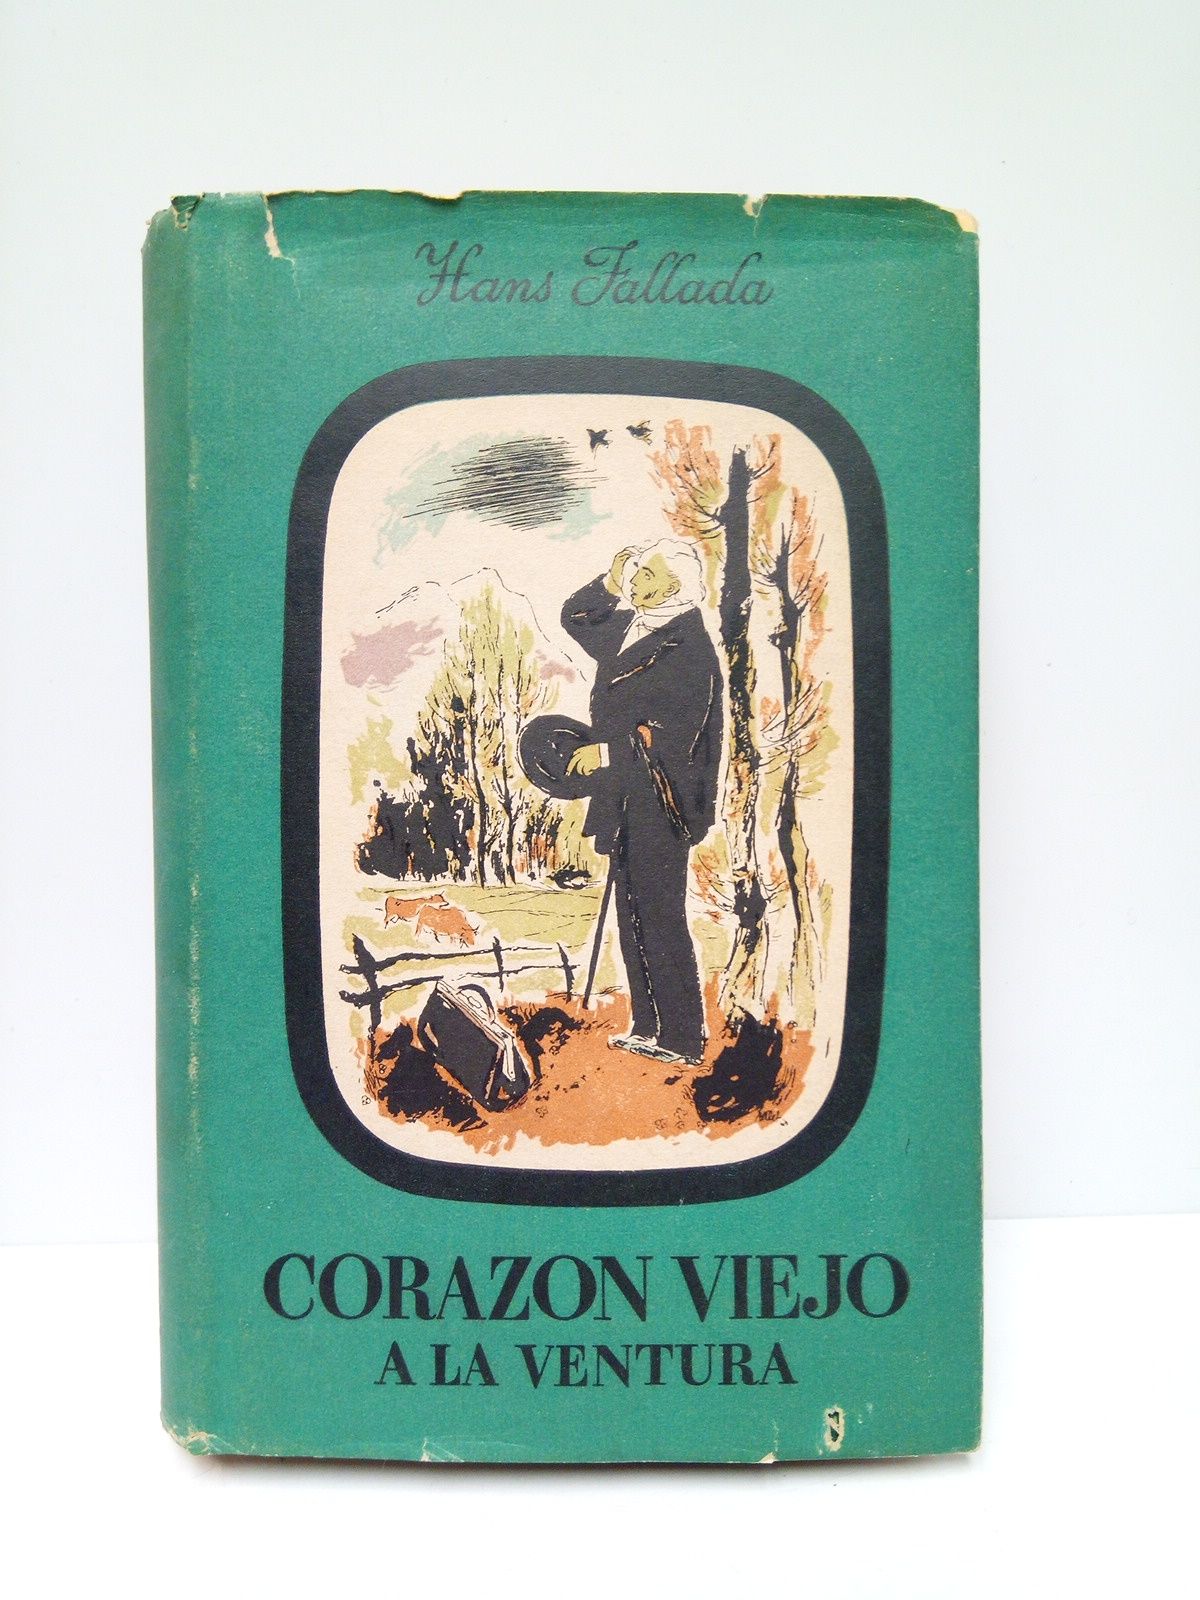 Hans Fallada
CORAZON VIEJO
A LA VENTURA